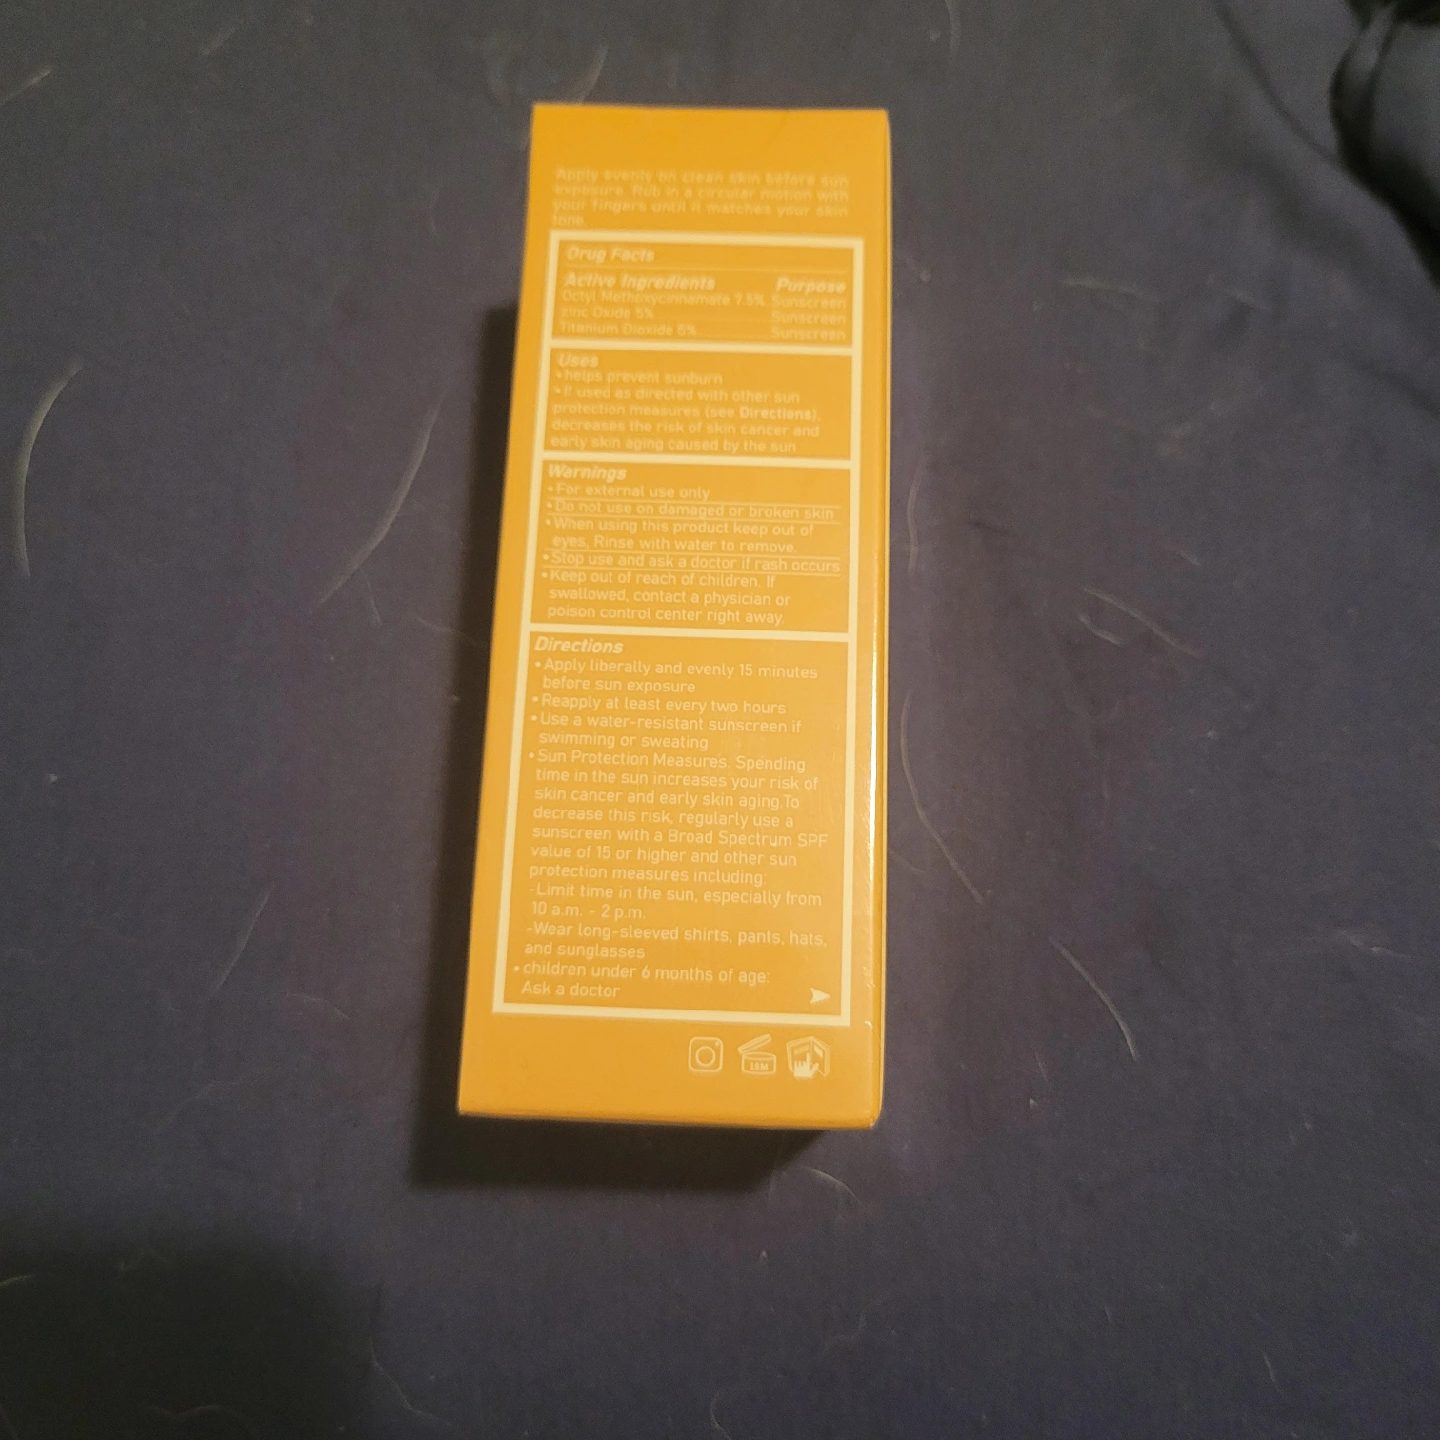 Apply evenly on clean skin before sun
exposure. Rub in a circular motion with
your fingers until it matches your skin
tone.
Drug Facts
Active Ingredients Purpose
Octyl Methoxycinnamate 7.5% Sunscreen
zinc Oxide 5% Sunscreen
Titanium Dioxide 5% Sunscreen
Uses
• helps prevent sunburn
• If used as directed with other sun
protection measures (see Directions),
decreases the risk of skin cancer and
early skin aging caused by the sun
Warnings
• For external use only
• Do not use on damaged or broken skin
• When using this product keep out of
eyes. Rinse with water to remove.
• Stop use and ask a doctor if rash occurs
• Keep out of reach of children. If
swallowed, contact a physician or
poison control center right away.
Directions
• Apply liberally and evenly 15 minutes
before sun exposure
• Reapply at least every two hours
• Use a water-resistant sunscreen if
swimming or sweating
• Sun Protection Measures. Spending
time in the sun increases your risk of
skin cancer and early skin aging.To
decrease this risk, regularly use a
sunscreen with a Broad Spectrum SPF
value of 15 or higher and other sun
protection measures including:
-Limit time in the sun, especially from
10 a.m. - 2 p.m.
-Wear long-sleeved shirts, pants, hats,
and sunglasses
• children under 6 months of age:
Ask a doctor